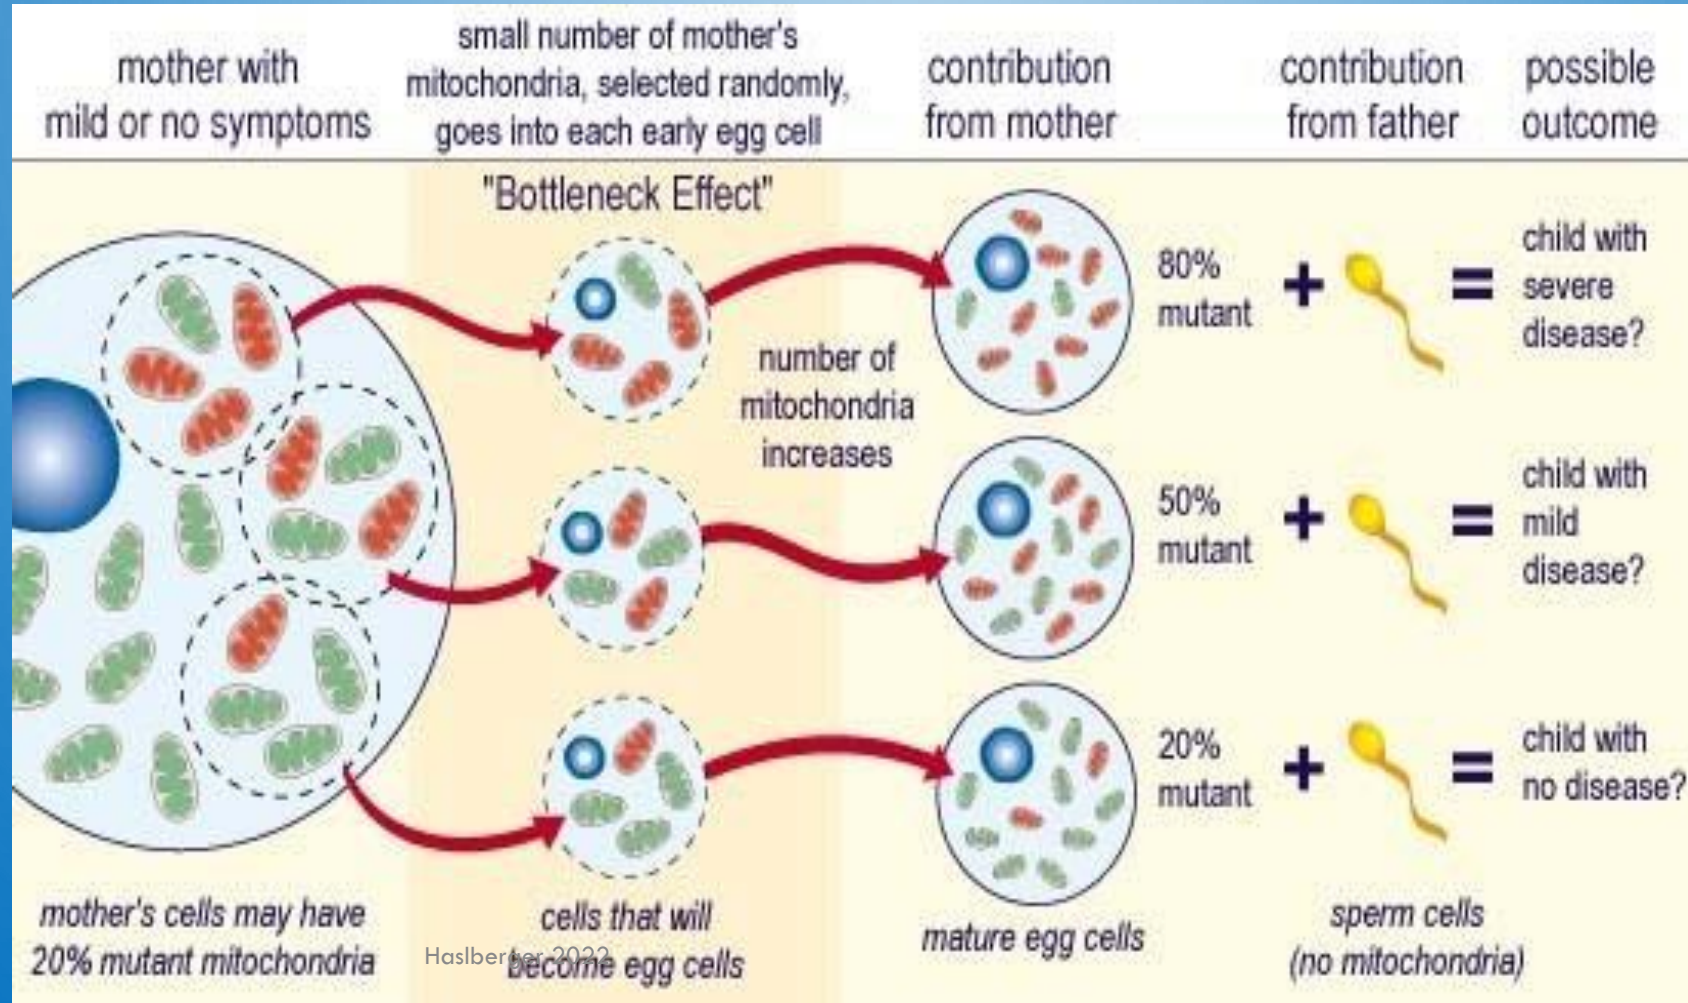 mother with
mild or no symptoms
small number of mother's
mitochondria, selected randomly,
goes into each early egg cell
contribution
from mother
contribution
from father
possible
outcome
"Bottleneck Effect"
number of
mitochondria
increases
80%
mutant
+
=
child with
severe
disease?
50%
mutant
+
=
child with
mild
disease?
20%
mutant
+
=
child with
no disease?
mother's cells may have
20% mutant mitochondria
cells that will
become egg cells
Haslberger 2022
mature egg cells
sperm cells
(no mitochondria)